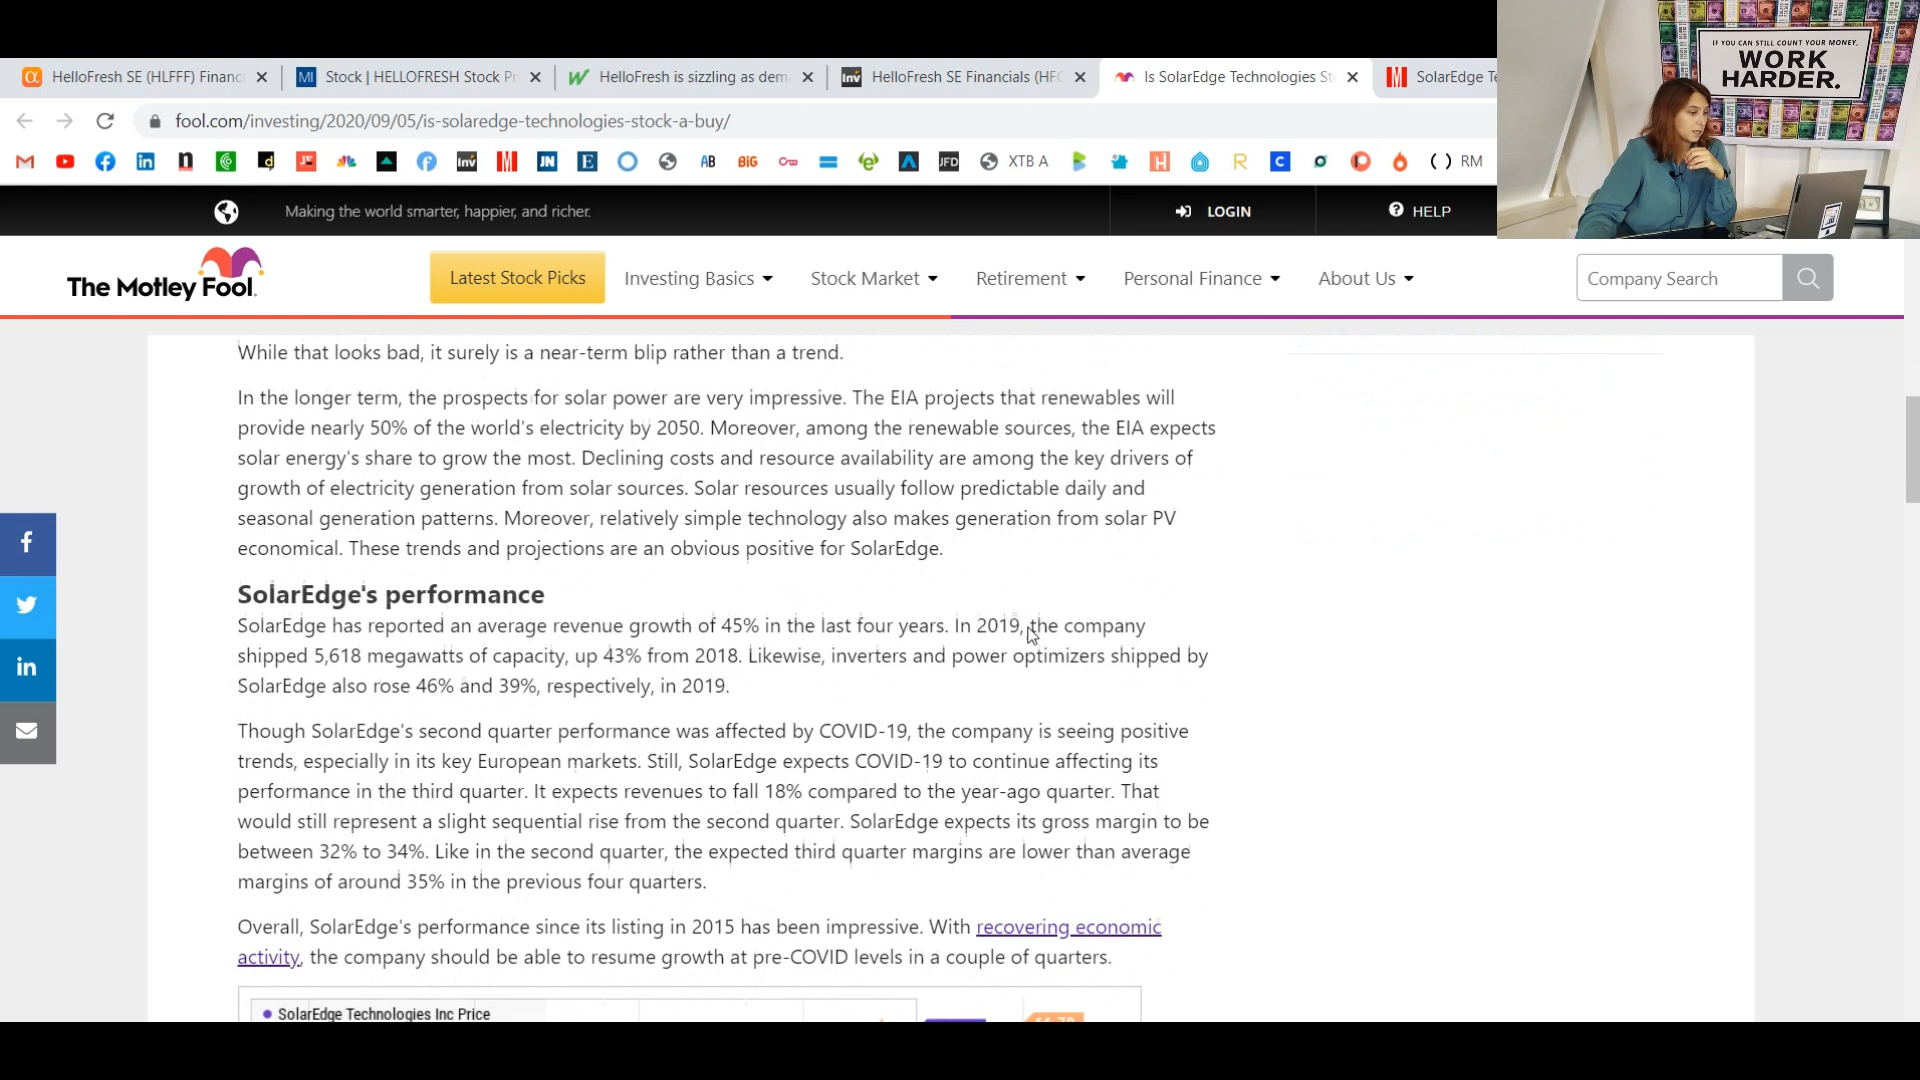 HelloFresh SE (HLFFF) Financ
Stock | HELLOFRESH Stock Pr
HelloFresh is sizzling as dem
HelloFresh SE Financials (HFG
Is SolarEdge Technologies St
SolarEdge Te
fool.com/investing/2020/09/05/is-solaredge-technologies-stock-a-buy/
AB
BiG
JFD
XTB A
RM
IF YOU CAN STILL COUNT YOUR MONEY,
WORK
HARDER.
Making the world smarter, happier, and richer.
LOGIN
HELP
The Motley Fool.
Latest Stock Picks
Investing Basics
Stock Market
Retirement
Personal Finance
About Us
Company Search
While that looks bad, it surely is a near-term blip rather than a trend.
In the longer term, the prospects for solar power are very impressive. The EIA projects that renewables will
provide nearly 50% of the world's electricity by 2050. Moreover, among the renewable sources, the EIA expects
solar energy's share to grow the most. Declining costs and resource availability are among the key drivers of
growth of electricity generation from solar sources. Solar resources usually follow predictable daily and
seasonal generation patterns. Moreover, relatively simple technology also makes generation from solar PV
economical. These trends and projections are an obvious positive for SolarEdge.
SolarEdge's performance
SolarEdge has reported an average revenue growth of 45% in the last four years. In 2019, the company
shipped 5,618 megawatts of capacity, up 43% from 2018. Likewise, inverters and power optimizers shipped by
SolarEdge also rose 46% and 39%, respectively, in 2019.
Though SolarEdge's second quarter performance was affected by COVID-19, the company is seeing positive
trends, especially in its key European markets. Still, SolarEdge expects COVID-19 to continue affecting its
performance in the third quarter. It expects revenues to fall 18% compared to the year-ago quarter. That
would still represent a slight sequential rise from the second quarter. SolarEdge expects its gross margin to be
between 32% to 34%. Like in the second quarter, the expected third quarter margins are lower than average
margins of around 35% in the previous four quarters.
Overall, SolarEdge's performance since its listing in 2015 has been impressive. With recovering economic
activity, the company should be able to resume growth at pre-COVID levels in a couple of quarters.
SolarEdge Technologies Inc Price